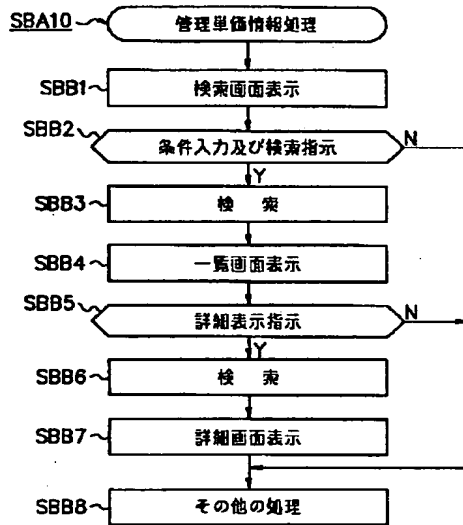 SBA10 管理単価情報処理
SBB1 検索画面表示
SBB2 条件入力及び検索指示 N
Y
SBB3 検 索
SBB4 一覧画面表示
SBB5 詳細表示指示 N
Y
SBB6 検 索
SBB7 詳細画面表示
SBB8 その他の処理